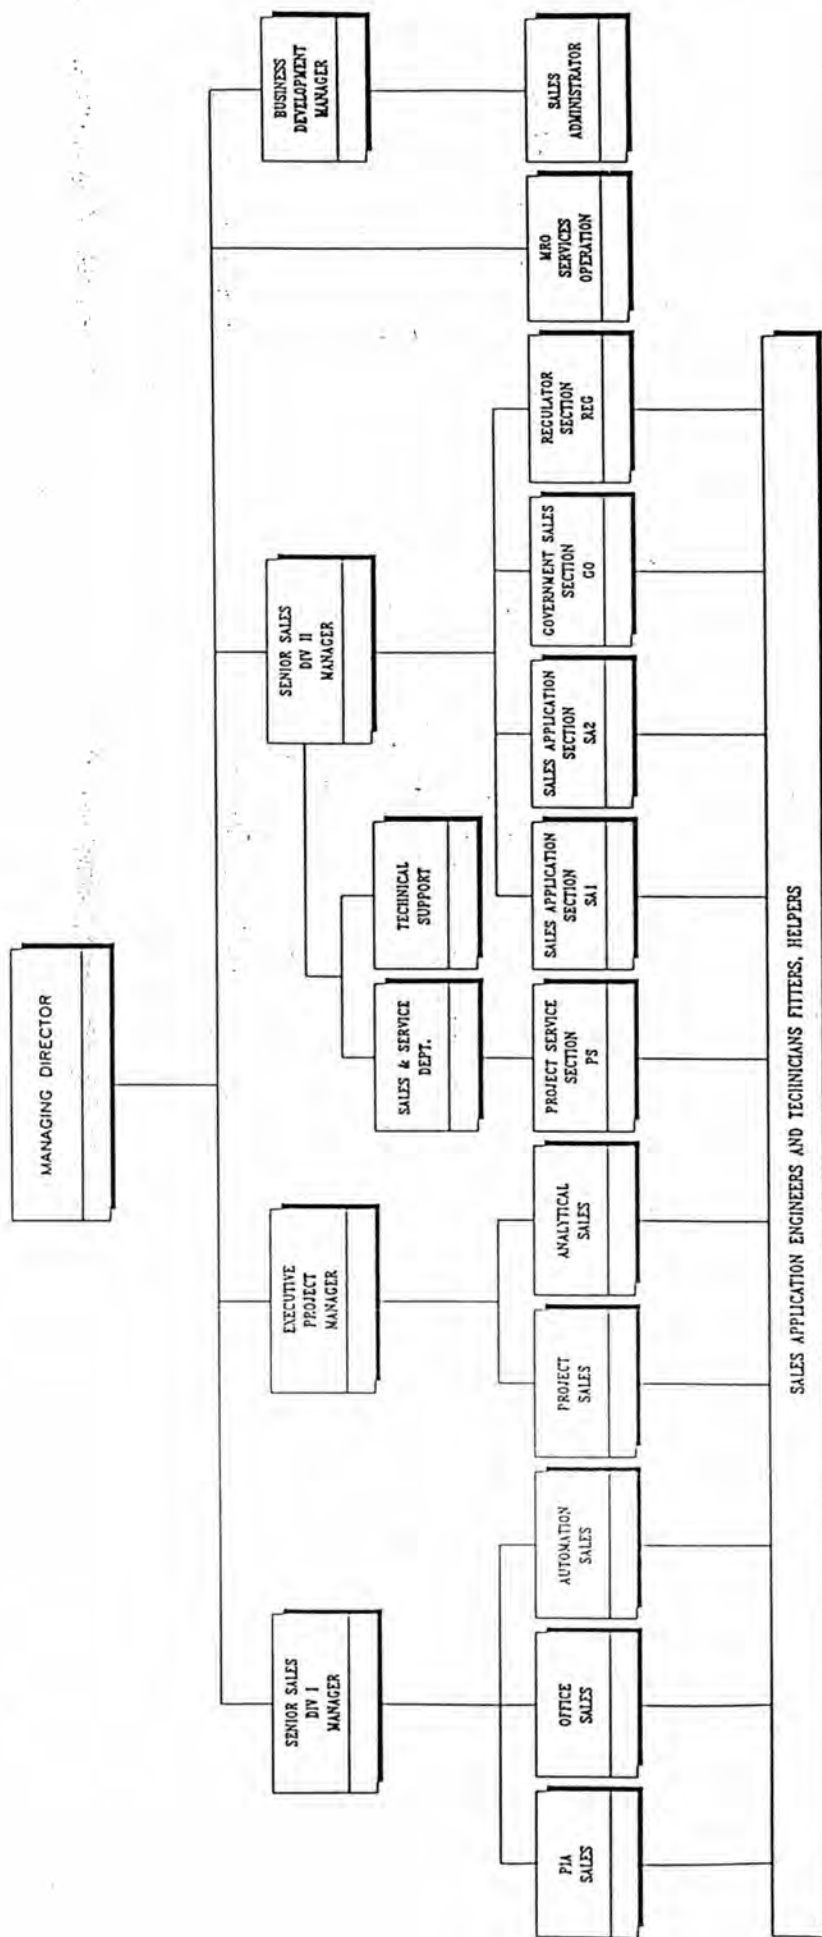 MANAGING DIRECTOR
SENIOR SALES
DIV I
MANAGER
EXECUTIVE
PROJECT
MANAGER
SENIOR SALES
DIV II
MANAGER
BUSINESS
DEVELOPMENT
MANAGER
SALES & SERVICE
DEPT.
TECHNICAL
SUPPORT
PIA
SALES
OFFICE
SALES
AUTOMATION
SALES
PROJECT
SALES
ANALYTICAL
SALES
PROJECT SERVICE
SECTION
PS
SALES APPLICATION
SECTION
SA1
SALES APPLICATION
SECTION
SA2
GOVERNMENT SALES
SECTION
GO
REGULATOR
SECTION
REG
MRO
SERVICES
OPERATION
SALES
ADMINISTRATOR
SALES APPLICATION ENGINEERS AND TECHNICIANS FITTERS, HELPERS